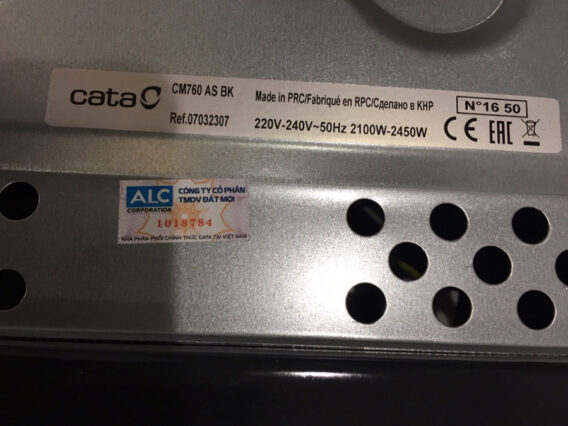 cata
CM760 AS BK
Ref.07032307
Made in PRC/Fabriqué en RPC/Сделано в КНР
220V-240V~50Hz 2100W-2450W
N°16 50
CE EAC
ALC
CORPORATION
CÔNG TY CỔ PHẦN
TMDV ĐẤT MỚI
1018784
NHÀ PHÂN PHỐI CHÍNH THỨC CATA TẠI VIỆT NAM